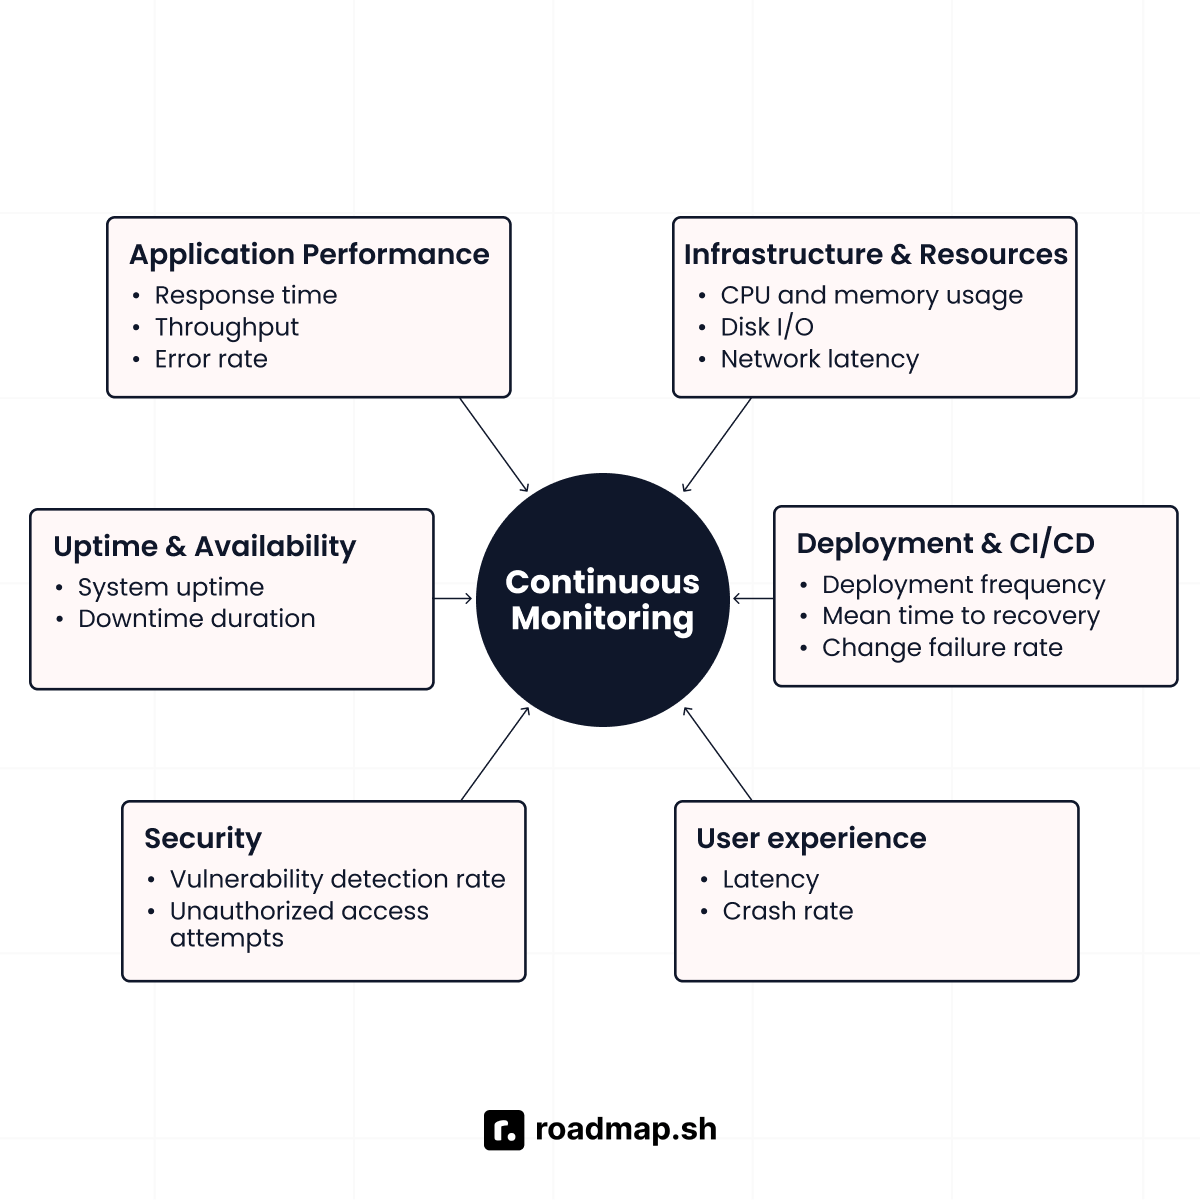 Application Performance
• Response time
• Throughput
• Error rate
Infrastructure & Resources
• CPU and memory usage
• Disk I/O
• Network latency
Uptime & Availability
• System uptime
• Downtime duration
Continuous
Monitoring
Deployment & CI/CD
• Deployment frequency
• Mean time to recovery
• Change failure rate
Security
• Vulnerability detection rate
• Unauthorized access
attempts
User experience
• Latency
• Crash rate
r. roadmap.sh